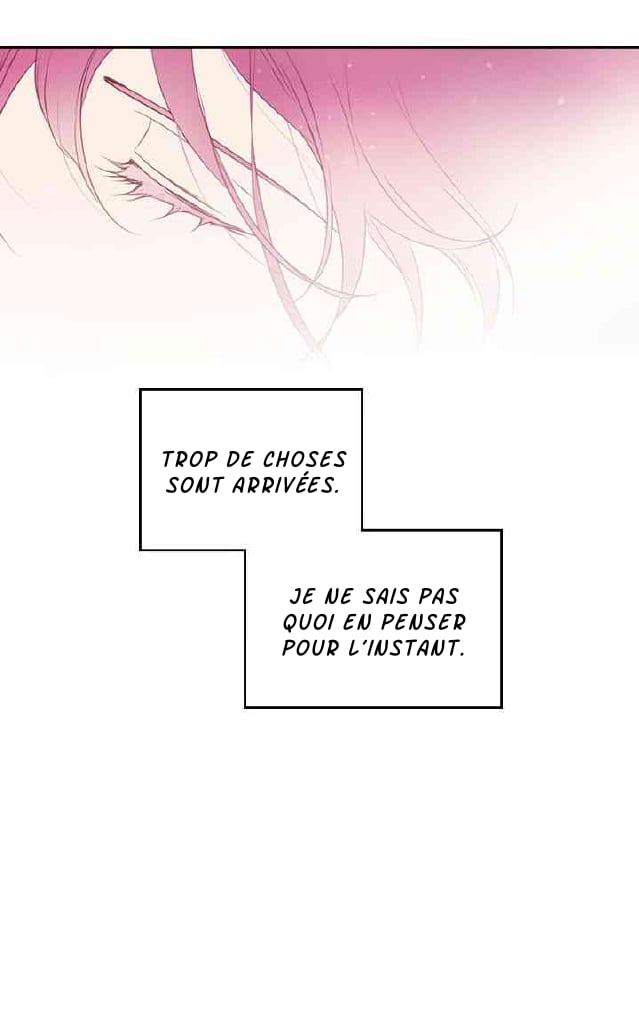 TROP DE CHOSES
SONT ARRIVÉES.
JE NE SAIS PAS
QUOI EN PENSER
POUR L'INSTANT.